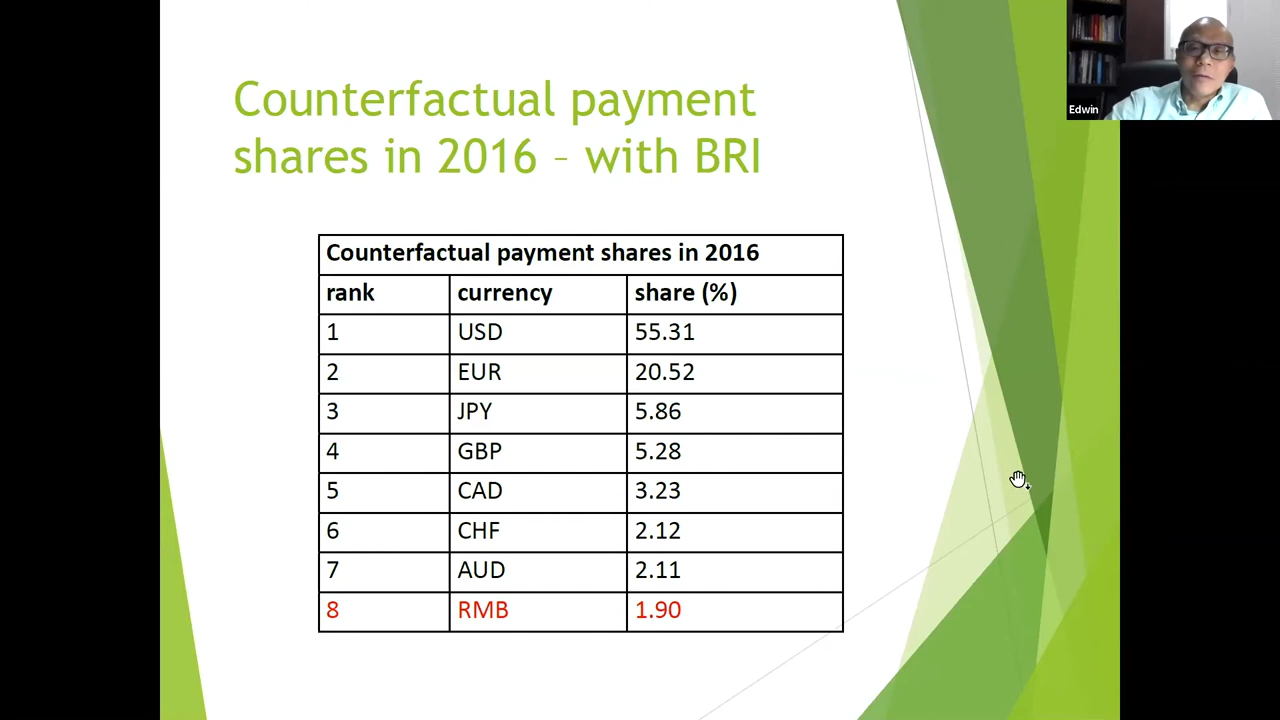 Counterfactual payment
shares in 2016 – with BRI
Counterfactual payment shares in 2016
rank currency share (%)
1 USD 55.31
2 EUR 20.52
3 JPY 5.86
4 GBP 5.28
5 CAD 3.23
6 CHF 2.12
7 AUD 2.11
8 RMB 1.90
Edwin